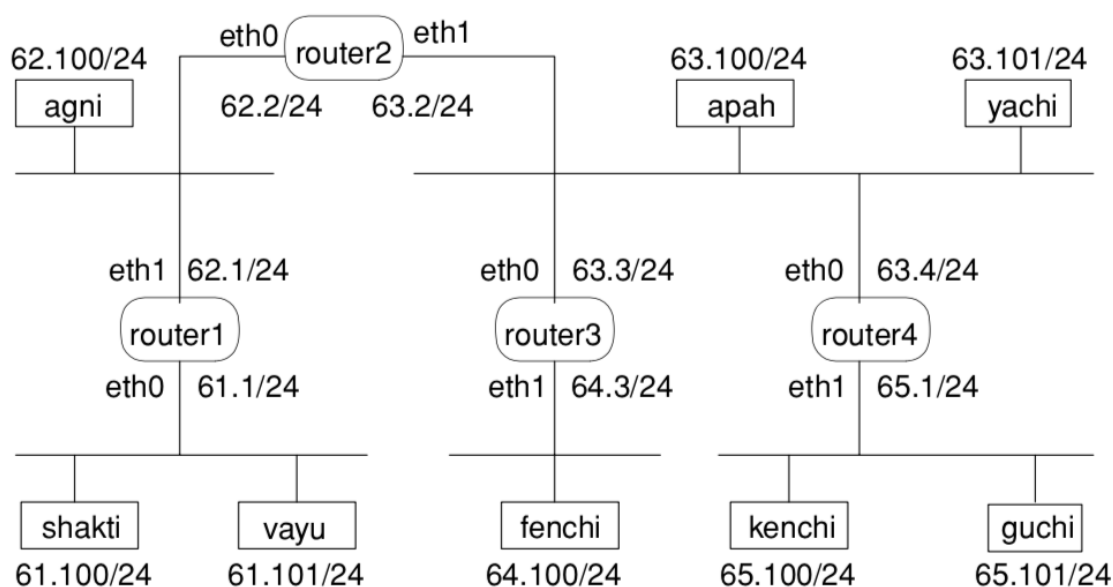 eth0 router2 eth1
62.100/24 63.100/24 63.101/24
agni 62.2/24 63.2/24 apah yachi
eth1 62.1/24 eth0 63.3/24 eth0 63.4/24
router1 router3 router4
eth0 61.1/24 eth1 64.3/24 eth1 65.1/24
shakti vayu fenchi kenchi guchi
61.100/24 61.101/24 64.100/24 65.100/24 65.101/24